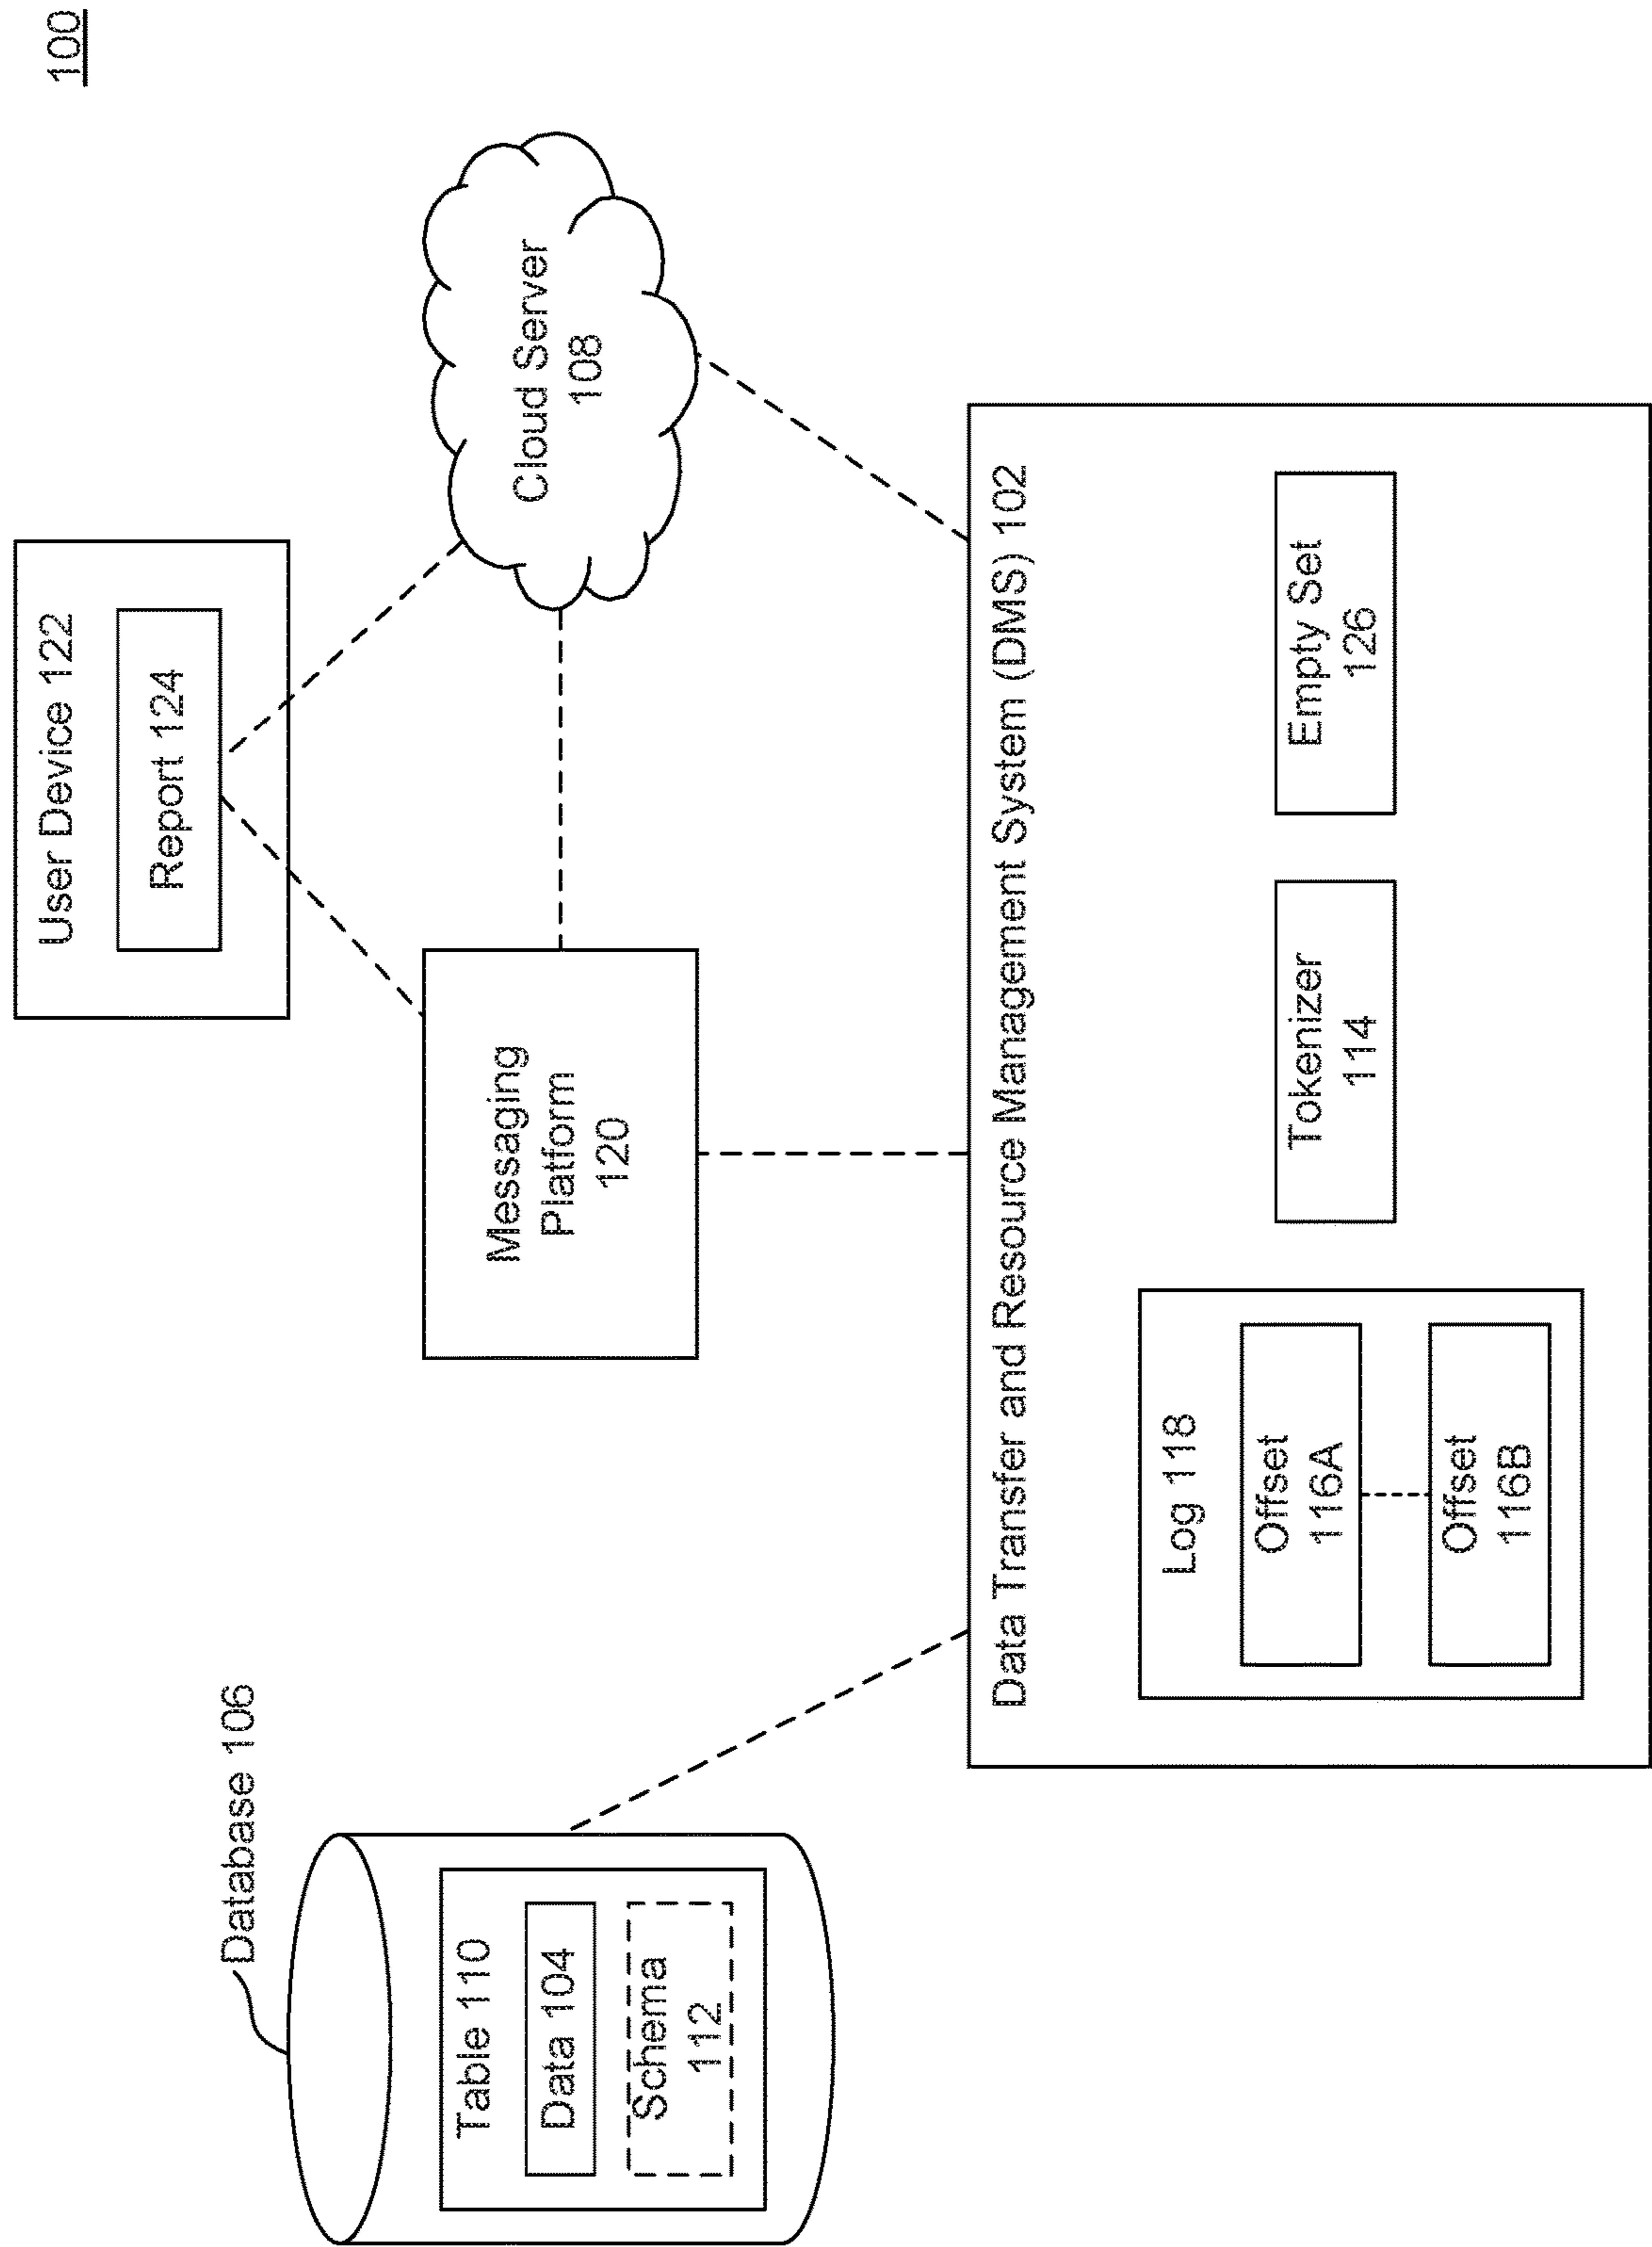 100
User Device 122
Report 124
Database 106
Table 110
Data 104
Schema
112
Messaging
Platform
120
Cloud Server
108
Data Transfer and Resource Management System (DMS) 102
Log 118
Offset
116A
Offset
116B
Tokenizer
114
Empty Set
126